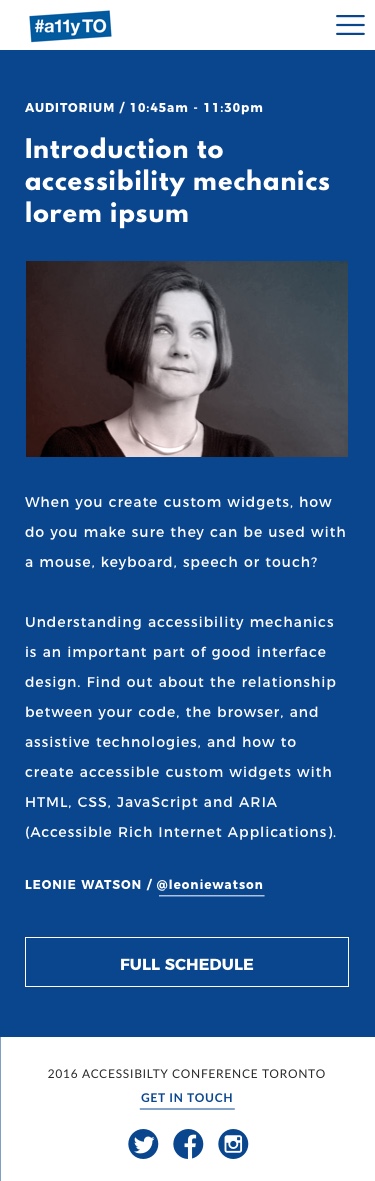 #a11yTO
AUDITORIUM / 10:45am - 11:30pm
Introduction to
accessibility mechanics
lorem ipsum
When you create custom widgets, how
do you make sure they can be used with
a mouse, keyboard, speech or touch?
Understanding accessibility mechanics
is an important part of good interface
design. Find out about the relationship
between your code, the browser, and
assistive technologies, and how to
create accessible custom widgets with
HTML, CSS, JavaScript and ARIA
(Accessible Rich Internet Applications).
LEONIE WATSON / @leoniewatson
FULL SCHEDULE
2016 ACCESSIBILTY CONFERENCE TORONTO
GET IN TOUCH